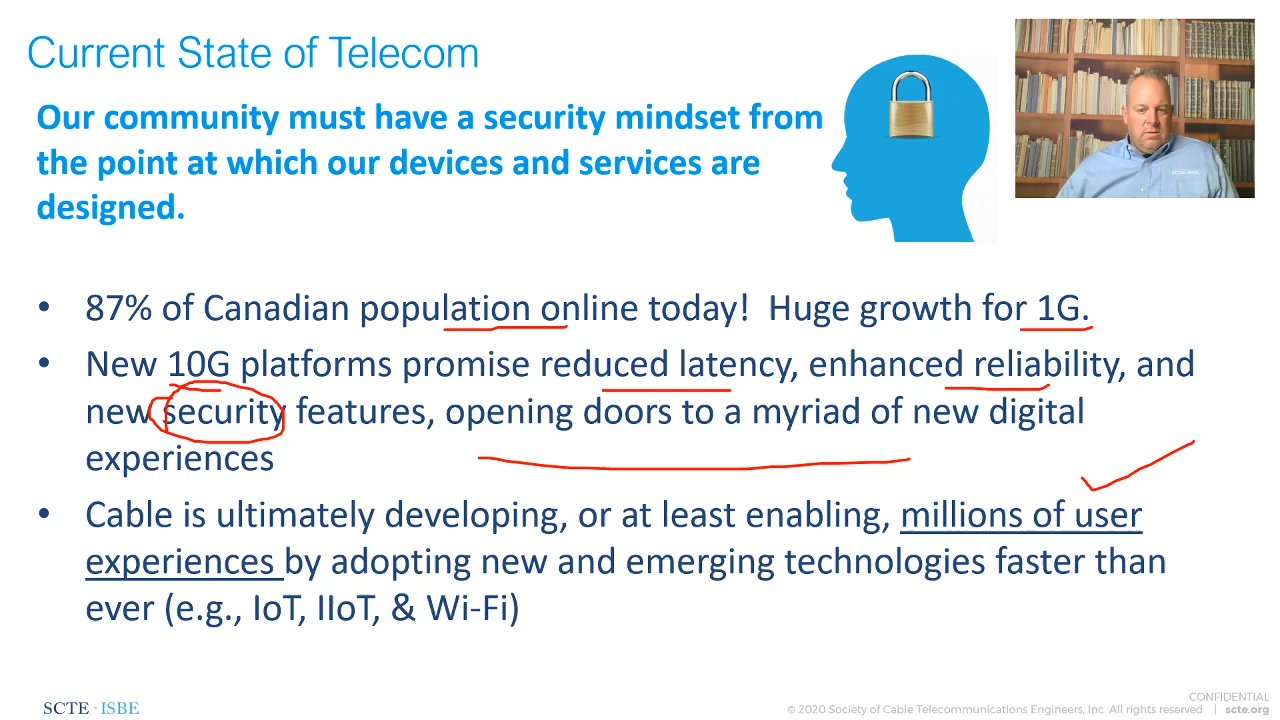 Current State of Telecom
Our community must have a security mindset from
the point at which our devices and services are
designed.
• 87% of Canadian population online today!  Huge growth for 1G.
• New 10G platforms promise reduced latency, enhanced reliability, and
new security features, opening doors to a myriad of new digital
experiences
• Cable is ultimately developing, or at least enabling, millions of user
experiences by adopting new and emerging technologies faster than
ever (e.g., IoT, IIoT, & Wi-Fi)
SCTE · ISBE
CONFIDENTIAL
© 2020 Society of Cable Telecommunications Engineers, Inc. All rights reserved. | scte.org